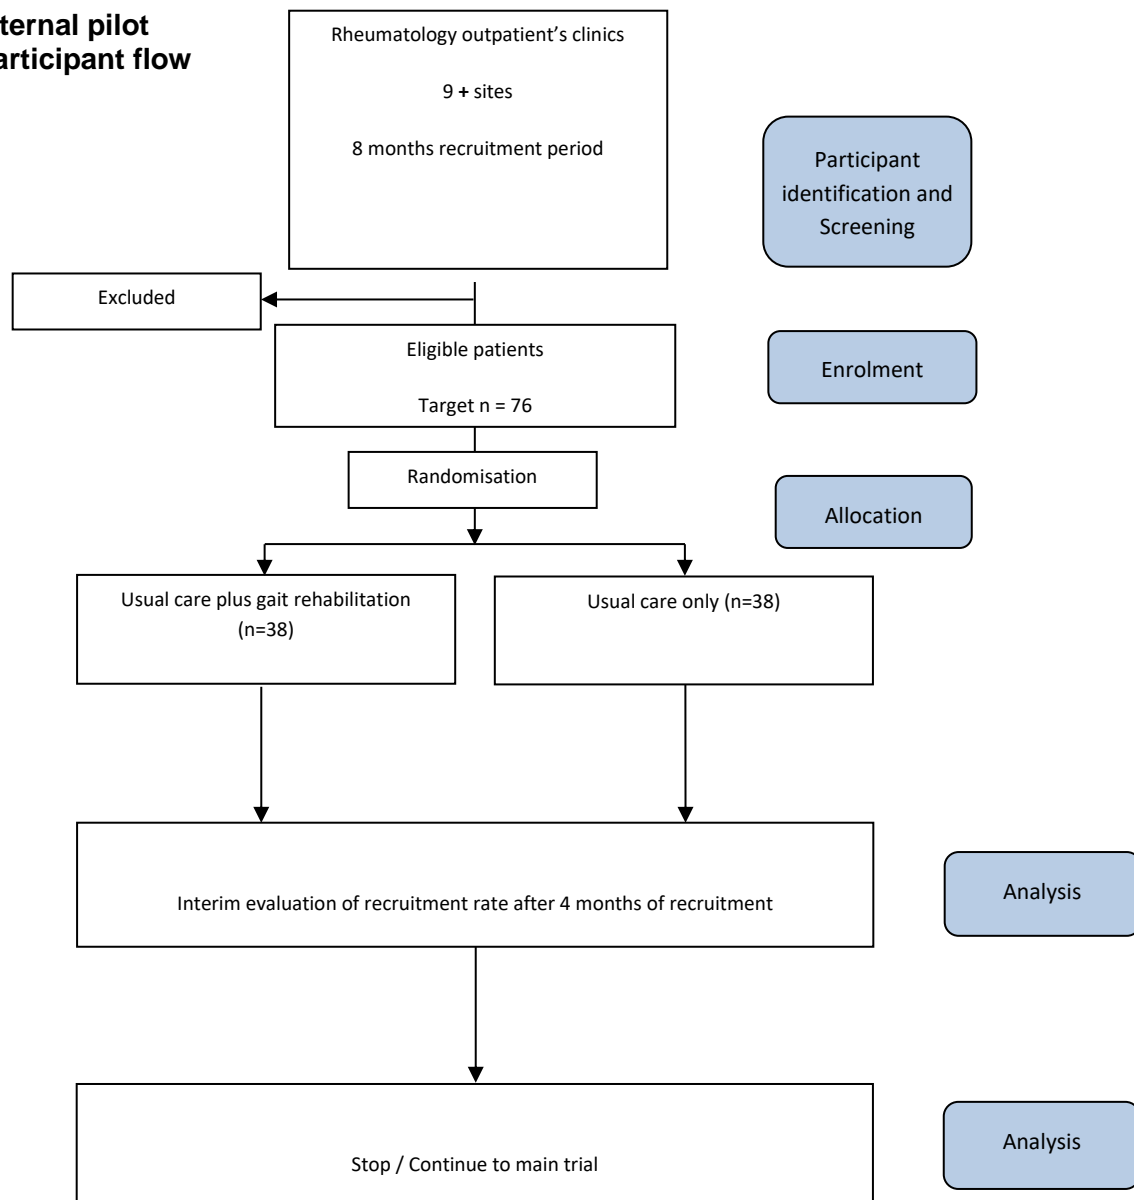 ternal pilot
articipant flow
Rheumatology outpatient's clinics
9 + sites
8 months recruitment period
Participant
identification and
Screening
Excluded
Eligible patients
Target n = 76
Enrolment
Randomisation
Allocation
Usual care plus gait rehabilitation
(n=38)
Usual care only (n=38)
Interim evaluation of recruitment rate after 4 months of recruitment
Analysis
Stop / Continue to main trial
Analysis